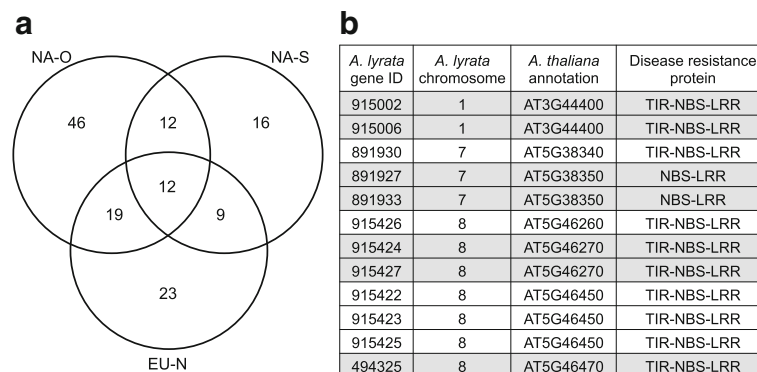 a
NA-O
NA-S
46
12
16
12
19
9
23
EU-N
b
A. lyrata gene ID | A. lyrata chromosome | A. thaliana annotation | Disease resistance protein
915002 | 1 | AT3G44400 | TIR-NBS-LRR
915006 | 1 | AT3G44400 | TIR-NBS-LRR
891930 | 7 | AT5G38340 | TIR-NBS-LRR
891927 | 7 | AT5G38350 | NBS-LRR
891933 | 7 | AT5G38350 | NBS-LRR
915426 | 8 | AT5G46260 | TIR-NBS-LRR
915424 | 8 | AT5G46270 | TIR-NBS-LRR
915427 | 8 | AT5G46270 | TIR-NBS-LRR
915422 | 8 | AT5G46450 | TIR-NBS-LRR
915423 | 8 | AT5G46450 | TIR-NBS-LRR
915425 | 8 | AT5G46450 | TIR-NBS-LRR
494325 | 8 | AT5G46470 | TIR-NBS-LRR